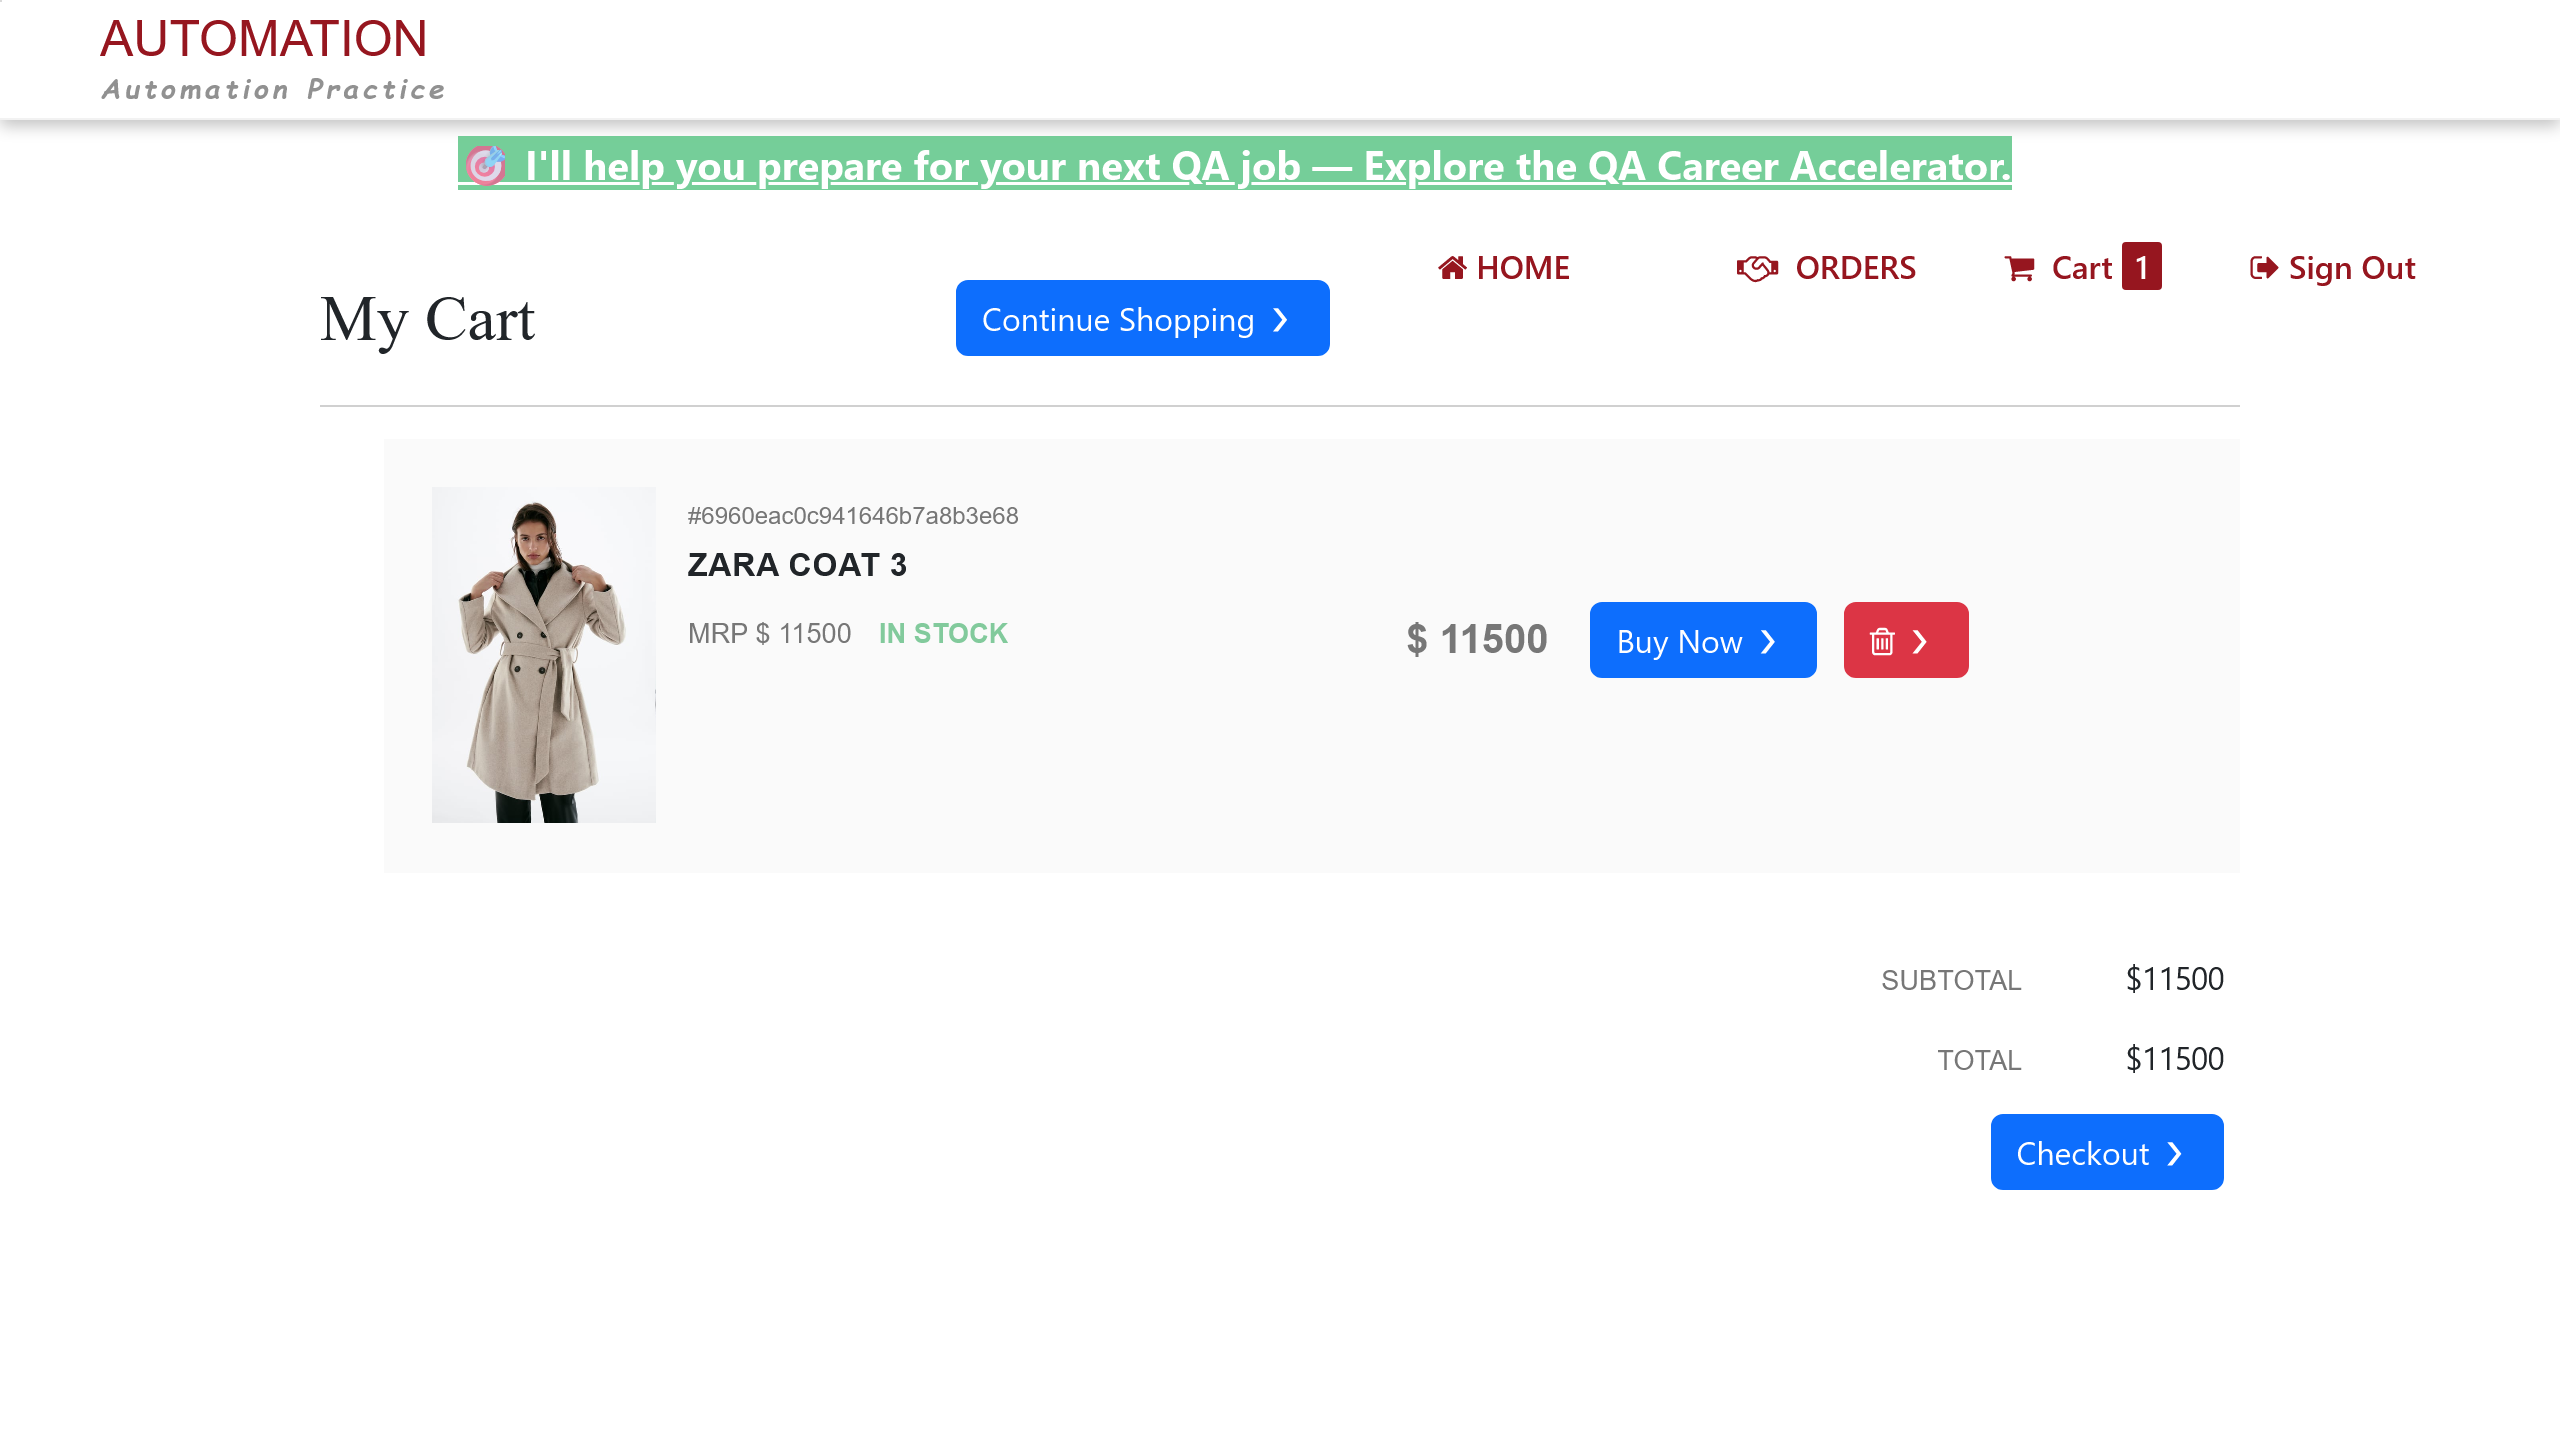 AUTOMATION
Automation Practice
🎯 I'll help you prepare for your next QA job — Explore the QA Career Accelerator.
HOME
ORDERS
Cart 1
Sign Out
My Cart
Continue Shopping ❯
#6960eac0c941646b7a8b3e68
ZARA COAT 3
MRP $ 11500
IN STOCK
$ 11500
Buy Now ❯
❯
SUBTOTAL $11500
TOTAL $11500
Checkout ❯